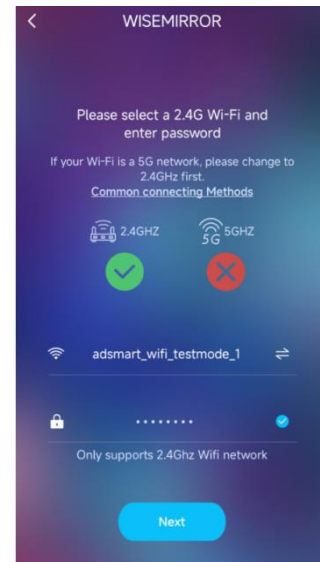 WISEMIRROR
Please select a 2.4G Wi-Fi and
enter password
If your Wi-Fi is a 5G network, please change to
2.4GHz first.
Common connecting Methods
2.4GHZ
5G 5GHZ
adsmart_wifi_testmode_1
Only supports 2.4Ghz Wifi network
Next